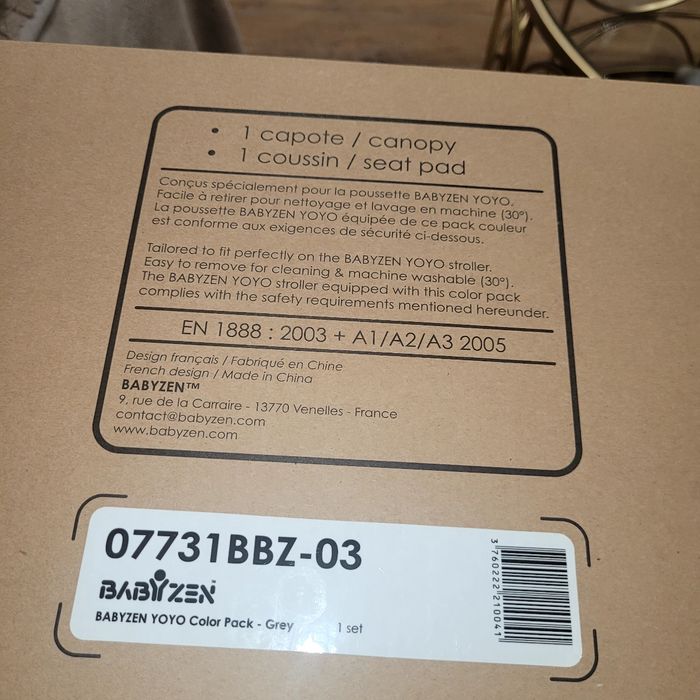 • 1 capote / canopy
• 1 coussin / seat pad
Conçus spécialement pour la poussette BABYZEN YOYO.
Facile à retirer pour nettoyage et lavage en machine (30°).
La poussette BABYZEN YOYO équipée de ce pack couleur
est conforme aux exigences de sécurité ci-dessous.
Tailored to fit perfectly on the BABYZEN YOYO stroller.
Easy to remove for cleaning & machine washable (30°).
The BABYZEN YOYO stroller equipped with this color pack
complies with the safety requirements mentioned hereunder.
EN 1888 : 2003 + A1/A2/A3 2005
Design français / Fabriqué en Chine
French design / Made in China
BABYZEN™
9, rue de la Carraire - 13770 Venelles - France
contact@babyzen.com
www.babyzen.com
07731BBZ-03
BABYZEN™
BABYZEN YOYO Color Pack - Grey 1 set
3 760222 210041